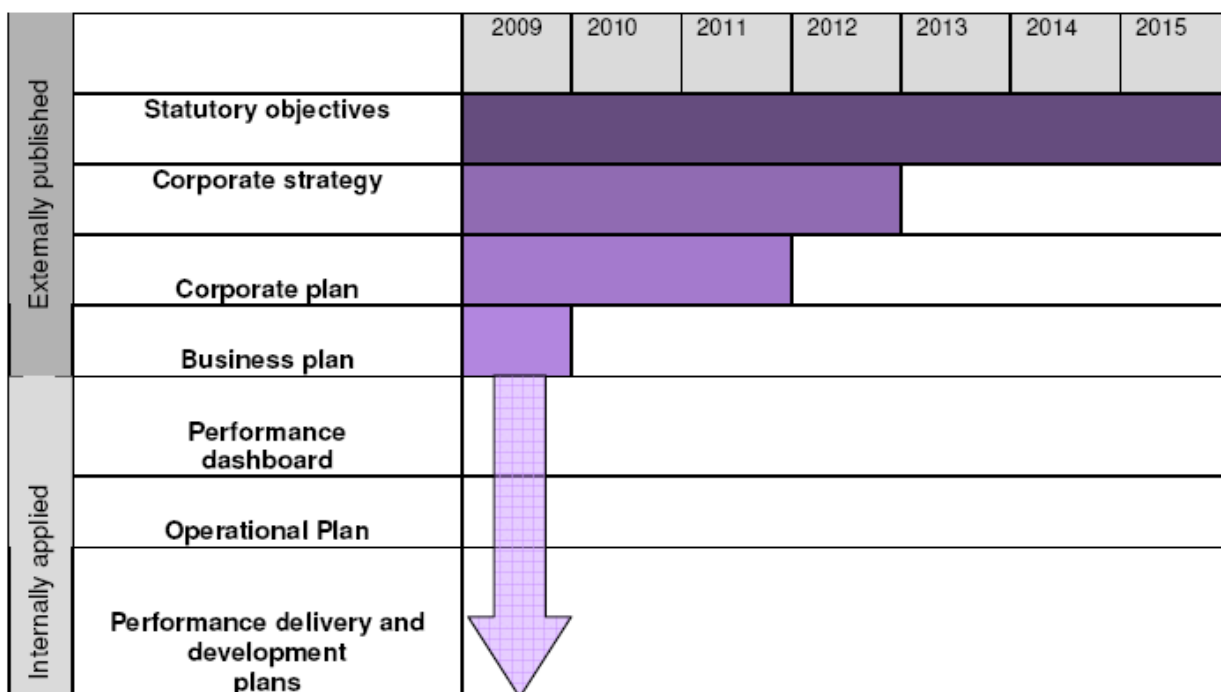 2009 2010 2011 2012 2013 2014 2015
Externally published
Statutory objectives
Corporate strategy
Corporate plan
Business plan
Internally applied
Performance
dashboard
Operational Plan
Performance delivery and
development
plans